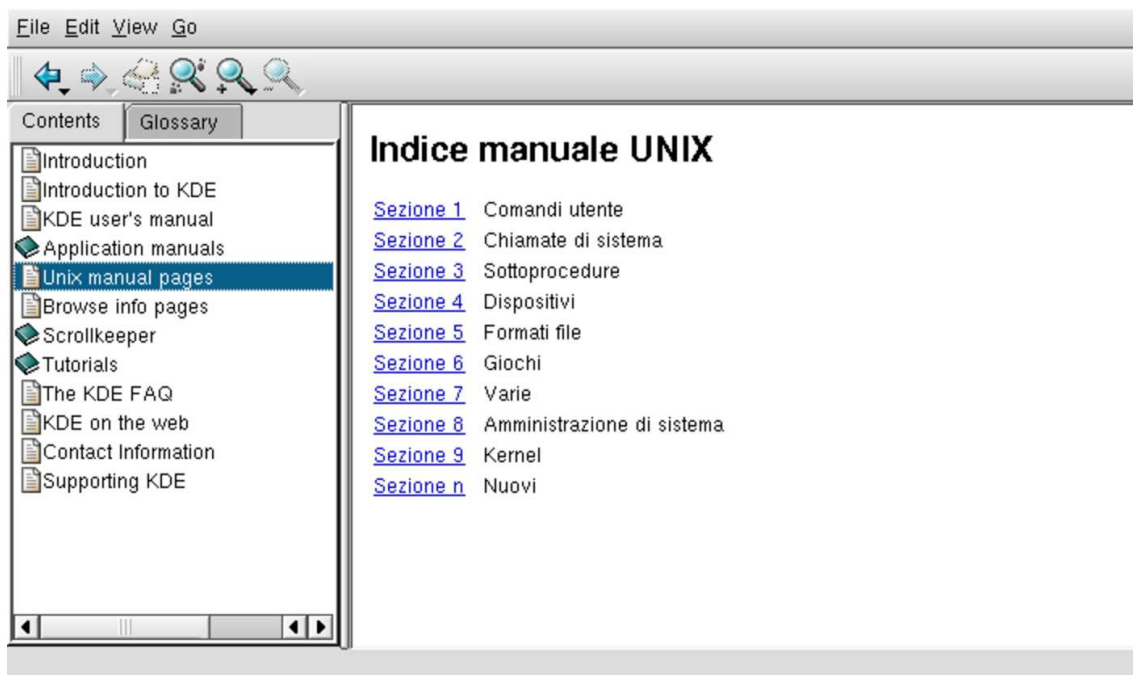 File Edit View Go
Contents Glossary
Introduction
Introduction to KDE
KDE user's manual
Application manuals
Unix manual pages
Browse info pages
Scrollkeeper
Tutorials
The KDE FAQ
KDE on the web
Contact Information
Supporting KDE
Indice manuale UNIX
Sezione 1 Comandi utente
Sezione 2 Chiamate di sistema
Sezione 3 Sottoprocedure
Sezione 4 Dispositivi
Sezione 5 Formati file
Sezione 6 Giochi
Sezione 7 Varie
Sezione 8 Amministrazione di sistema
Sezione 9 Kernel
Sezione n Nuovi